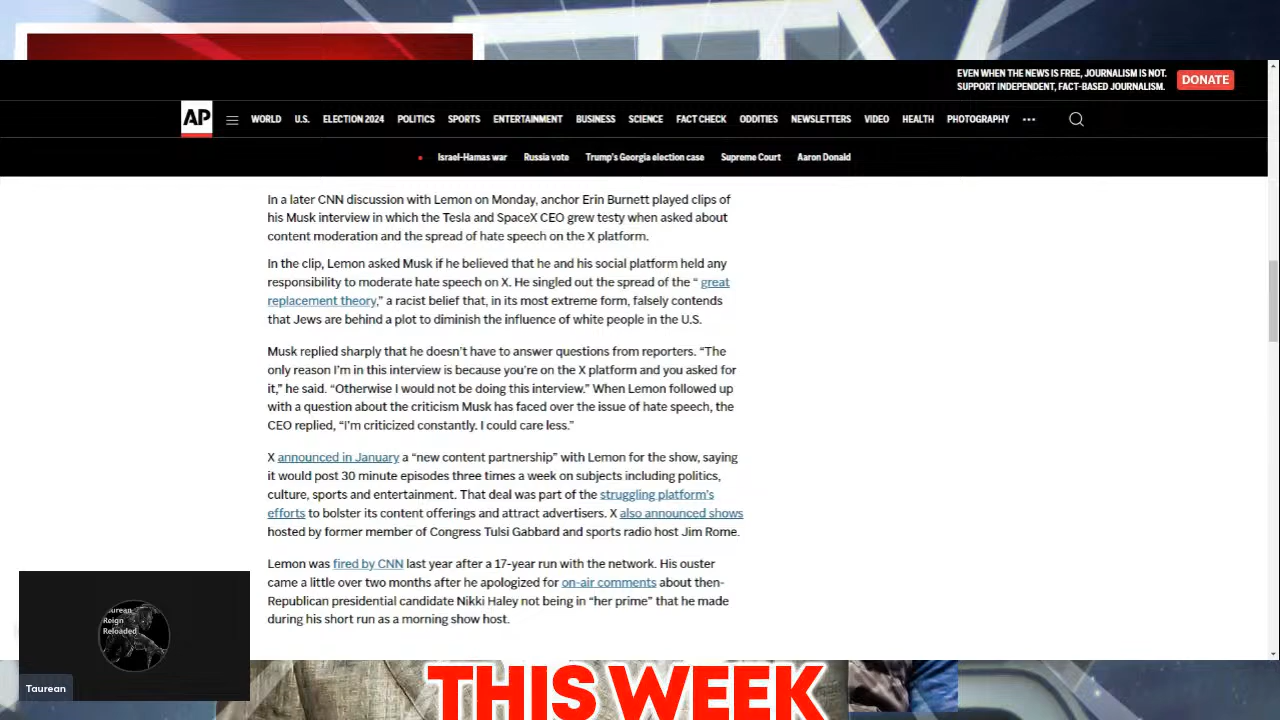 EVEN WHEN THE NEWS IS FREE, JOURNALISM IS NOT.
SUPPORT INDEPENDENT, FACT-BASED JOURNALISM.
DONATE
AP
WORLD U.S. ELECTION 2024 POLITICS SPORTS ENTERTAINMENT BUSINESS SCIENCE FACT CHECK ODDITIES NEWSLETTERS VIDEO HEALTH PHOTOGRAPHY •••
Israel-Hamas war Russia vote Trump's Georgia election case Supreme Court Aaron Donald
In a later CNN discussion with Lemon on Monday, anchor Erin Burnett played clips of
his Musk interview in which the Tesla and SpaceX CEO grew testy when asked about
content moderation and the spread of hate speech on the X platform.
In the clip, Lemon asked Musk if he believed that he and his social platform held any
responsibility to moderate hate speech on X. He singled out the spread of the “ great
replacement theory,” a racist belief that, in its most extreme form, falsely contends
that Jews are behind a plot to diminish the influence of white people in the U.S.
Musk replied sharply that he doesn’t have to answer questions from reporters. “The
only reason I’m in this interview is because you’re on the X platform and you asked for
it,” he said. “Otherwise I would not be doing this interview.” When Lemon followed up
with a question about the criticism Musk has faced over the issue of hate speech, the
CEO replied, “I’m criticized constantly. I could care less.”
X announced in January a “new content partnership” with Lemon for the show, saying
it would post 30 minute episodes three times a week on subjects including politics,
culture, sports and entertainment. That deal was part of the struggling platform’s
efforts to bolster its content offerings and attract advertisers. X also announced shows
hosted by former member of Congress Tulsi Gabbard and sports radio host Jim Rome.
Lemon was fired by CNN last year after a 17-year run with the network. His ouster
came a little over two months after he apologized for on-air comments about then-
Republican presidential candidate Nikki Haley not being in “her prime” that he made
during his short run as a morning show host.
Reign
Reloaded
Taurean
THIS WEEK